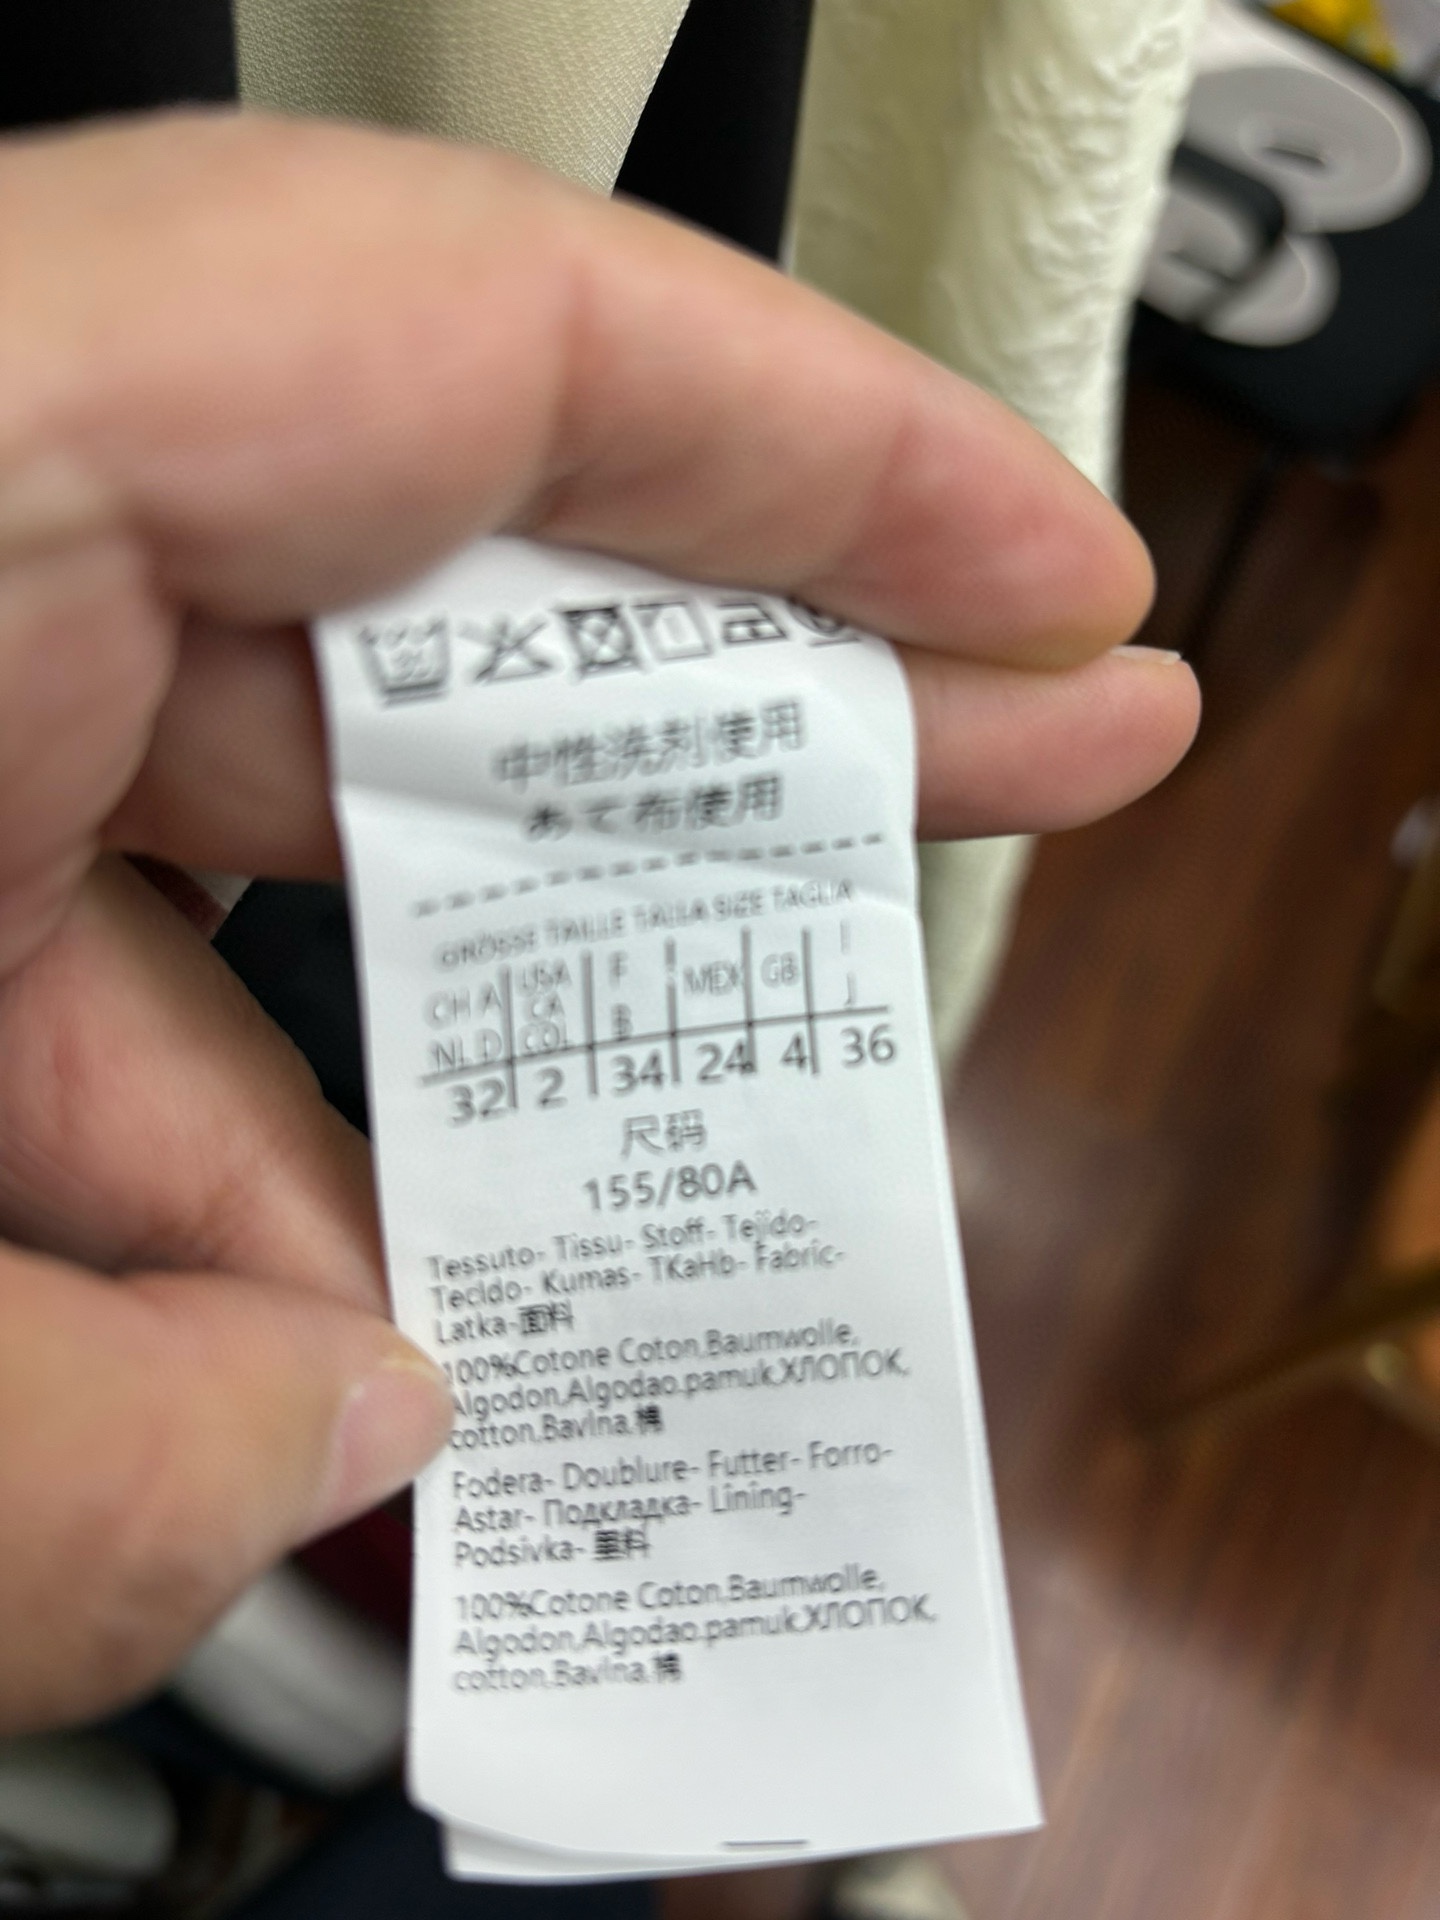 中性洗剤使用
あて布使用
GRÖSSE TAILLE TALLA SIZE TAGLIA
CH A USA F MEX GB I
CA J
NL D COL B
32 2 34 24 4 36
尺码
155/80A
Tessuto- Tissu- Stoff- Tejido-
Tecido- Kumas- TKaHb- Fabric-
Latka-面料
100%Cotone Coton,Baumwolle,
Algodon,Algodao.pamuk,ХЛОПОК,
cotton,Bavlna,棉
Fodera- Doublure- Futter- Forro-
Astar- Подкладка- Lining-
Podsivka- 里料
100%Cotone Coton,Baumwolle,
Algodon,Algodao.pamuk,ХЛОПОК,
cotton,Bavlna,棉